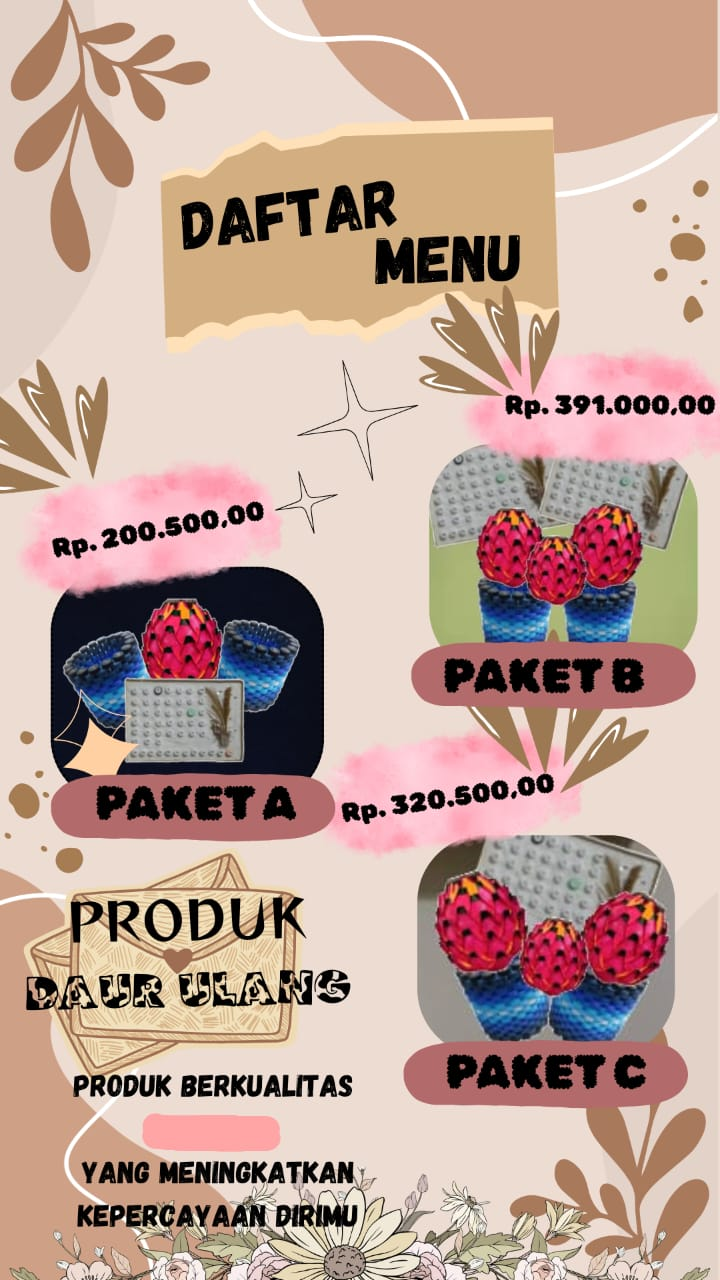 DAFTAR
MENU
Rp. 391.000,00
Rp. 200.500,00
PAKET B
PAKET A
Rp. 320.500,00
PRODUK
DAUR ULANG
PAKET C
PRODUK BERKUALITAS
YANG MENINGKATKAN
KEPERCAYAAN DIRIMU